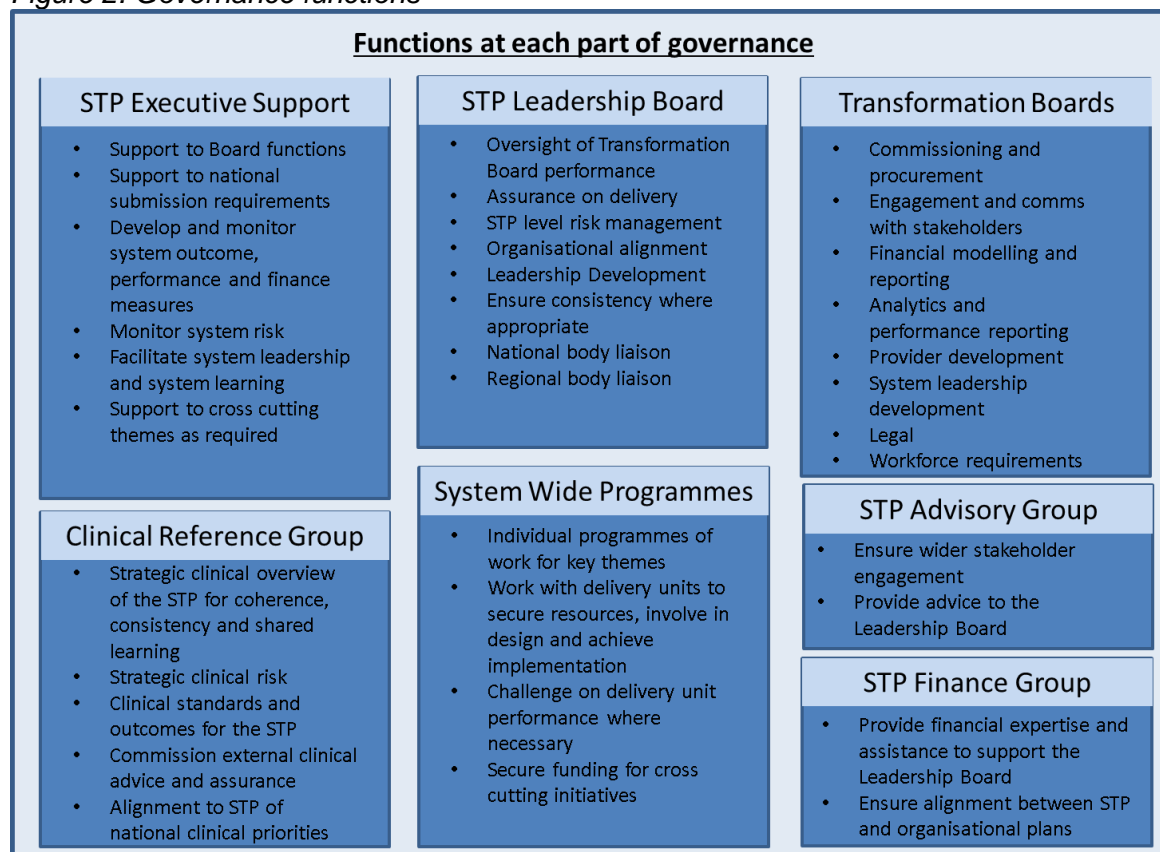 Figure 2: Governance functions
Functions at each part of governance
STP Executive Support
• Support to Board functions
• Support to national
submission requirements
• Develop and monitor
system outcome,
performance and finance
measures
• Monitor system risk
• Facilitate system leadership
and system learning
• Support to cross cutting
themes as required
STP Leadership Board
• Oversight of Transformation
Board performance
• Assurance on delivery
• STP level risk management
• Organisational alignment
• Leadership Development
• Ensure consistency where
appropriate
• National body liaison
• Regional body liaison
Transformation Boards
• Commissioning and
procurement
• Engagement and comms
with stakeholders
• Financial modelling and
reporting
• Analytics and
performance reporting
• Provider development
• System leadership
development
• Legal
• Workforce requirements
Clinical Reference Group
• Strategic clinical overview
of the STP for coherence,
consistency and shared
learning
• Strategic clinical risk
• Clinical standards and
outcomes for the STP
• Commission external clinical
advice and assurance
• Alignment to STP of
national clinical priorities
System Wide Programmes
• Individual programmes of
work for key themes
• Work with delivery units to
secure resources, involve in
design and achieve
implementation
• Challenge on delivery unit
performance where
necessary
• Secure funding for cross
cutting initiatives
STP Advisory Group
• Ensure wider stakeholder
engagement
• Provide advice to the
Leadership Board
STP Finance Group
• Provide financial expertise and
assistance to support the
Leadership Board
• Ensure alignment between STP
and organisational plans